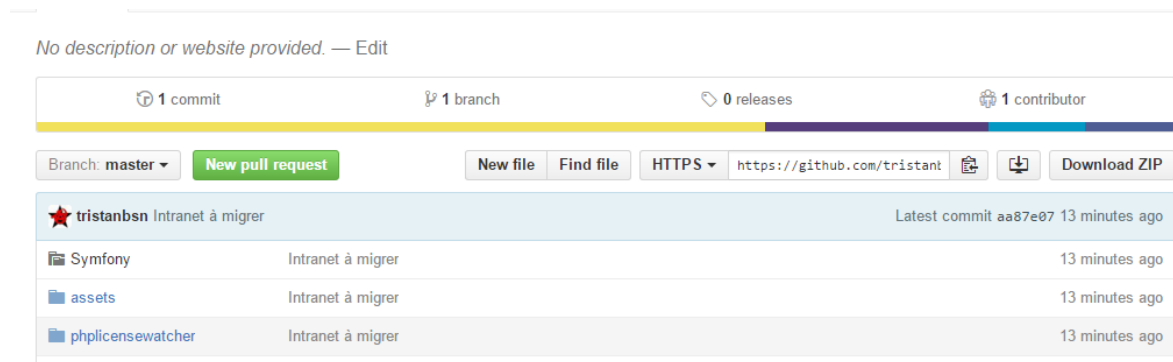 No description or website provided. — Edit
1 commit 1 branch 0 releases 1 contributor
Branch: master New pull request New file Find file HTTPS https://github.com/tristant Download ZIP
tristanbsn Intranet à migrer Latest commit aa87e07 13 minutes ago
Symfony Intranet à migrer 13 minutes ago
assets Intranet à migrer 13 minutes ago
phplicensewatcher Intranet à migrer 13 minutes ago